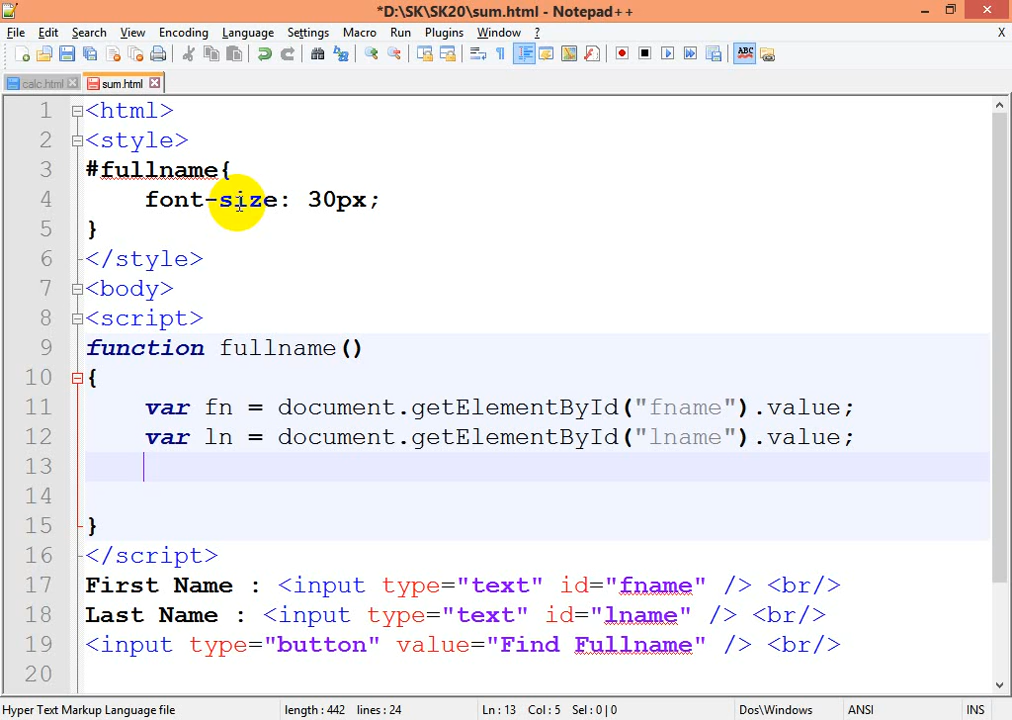 *D:\SK\SK20\sum.html - Notepad++
File Edit Search View Encoding Language Settings Macro Run Plugins Window ? X
ABC
calc.html sum.html
1 <html>
2 <style>
3 #fullname{
4 font-size: 30px;
5 }
6 </style>
7 <body>
8 <script>
9 function fullname()
10 {
11 var fn = document.getElementById("fname").value;
12 var ln = document.getElementById("lname").value;
13
14
15 }
16 </script>
17 First Name : <input type="text" id="fname" /> <br/>
18 Last Name : <input type="text" id="lname" /> <br/>
19 <input type="button" value="Find Fullname" /> <br/>
20
Hyper Text Markup Language file length : 442 lines : 24 Ln : 13 Col : 5 Sel : 0 | 0 Dos\Windows ANSI INS